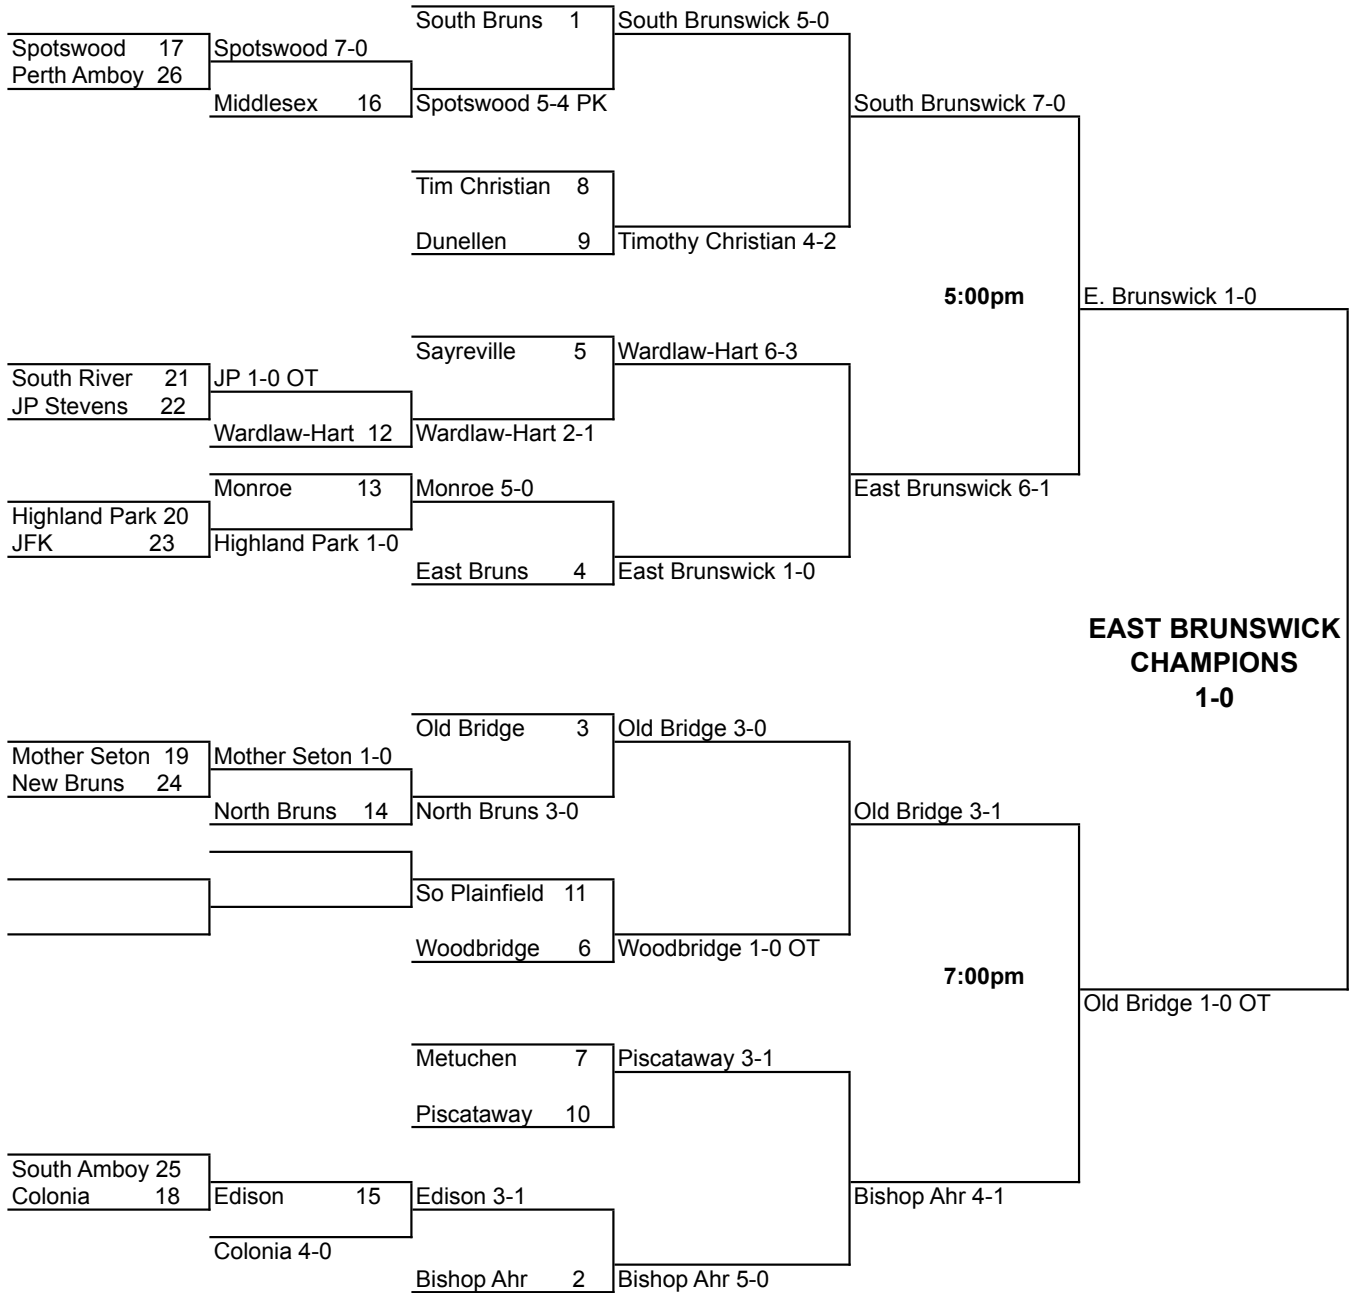 South Bruns 1 South Brunswick 5-0
Spotswood 17 Spotswood 7-0
Perth Amboy 26
Middlesex 16 Spotswood 5-4 PK South Brunswick 7-0
Tim Christian 8
Dunellen 9 Timothy Christian 4-2
5:00pm E. Brunswick 1-0
Sayreville 5 Wardlaw-Hart 6-3
South River 21 JP 1-0 OT
JP Stevens 22
Wardlaw-Hart 12 Wardlaw-Hart 2-1
Monroe 13 Monroe 5-0 East Brunswick 6-1
Highland Park 20
JFK 23 Highland Park 1-0
East Bruns 4 East Brunswick 1-0
EAST BRUNSWICK
CHAMPIONS
1-0
Old Bridge 3 Old Bridge 3-0
Mother Seton 19 Mother Seton 1-0
New Bruns 24
North Bruns 14 North Bruns 3-0 Old Bridge 3-1
So Plainfield 11
Woodbridge 6 Woodbridge 1-0 OT
7:00pm
Old Bridge 1-0 OT
Metuchen 7 Piscataway 3-1
Piscataway 10
South Amboy 25
Colonia 18 Edison 15 Edison 3-1 Bishop Ahr 4-1
Colonia 4-0
Bishop Ahr 2 Bishop Ahr 5-0